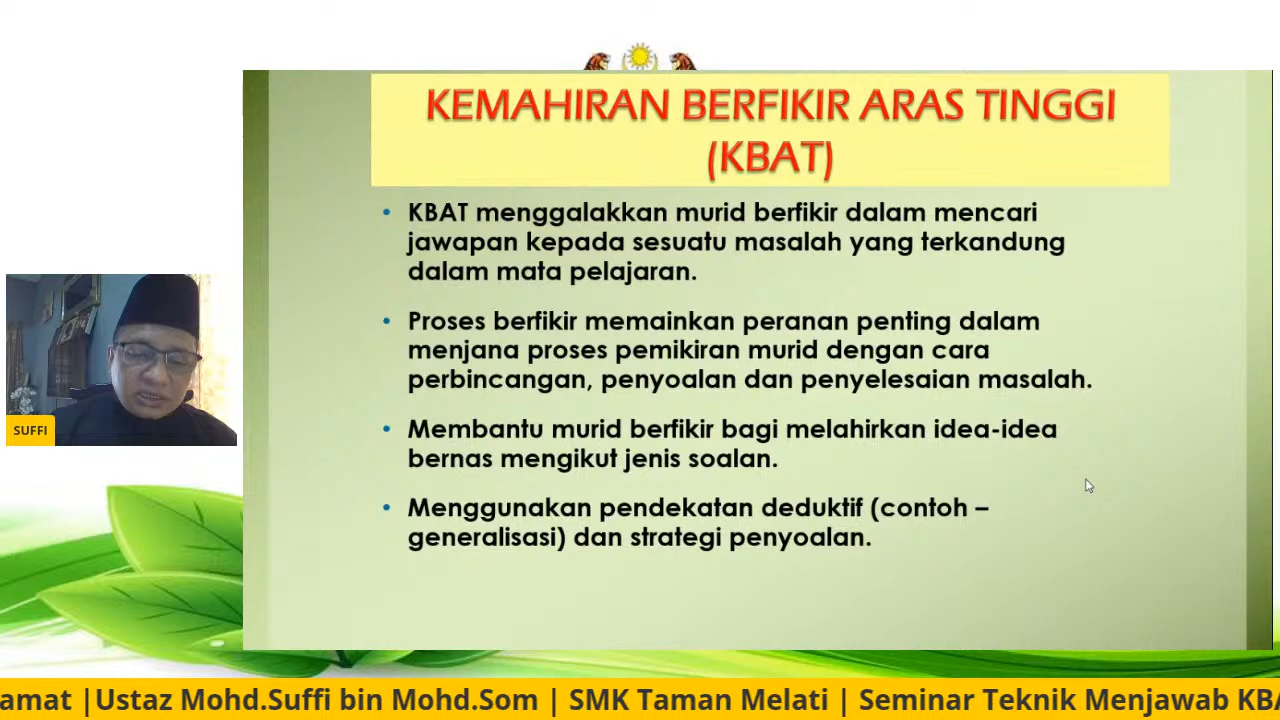 KEMAHIRAN BERFIKIR ARAS TINGGI
(KBAT)
• KBAT menggalakkan murid berfikir dalam mencari
jawapan kepada sesuatu masalah yang terkandung
dalam mata pelajaran.
• Proses berfikir memainkan peranan penting dalam
menjana proses pemikiran murid dengan cara
perbincangan, penyoalan dan penyelesaian masalah.
• Membantu murid berfikir bagi melahirkan idea-idea
bernas mengikut jenis soalan.
• Menggunakan pendekatan deduktif (contoh –
generalisasi) dan strategi penyoalan.
SUFFI
amat |Ustaz Mohd.Suffi bin Mohd.Som | SMK Taman Melati | Seminar Teknik Menjawab KBA